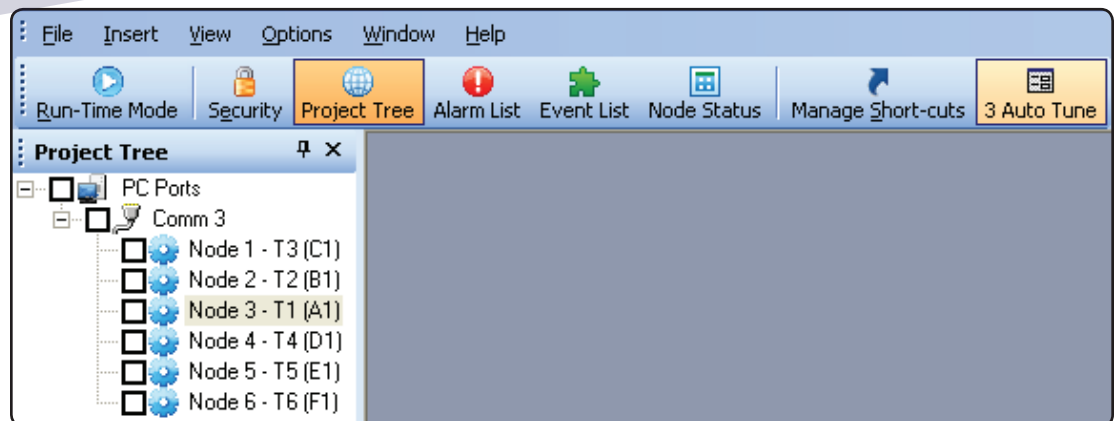 File Insert View Options Window Help
Run-Time Mode Security Project Tree Alarm List Event List Node Status Manage Short-cuts 3 Auto Tune
Project Tree
PC Ports
Comm 3
Node 1 - T3 (C1)
Node 2 - T2 (B1)
Node 3 - T1 (A1)
Node 4 - T4 (D1)
Node 5 - T5 (E1)
Node 6 - T6 (F1)